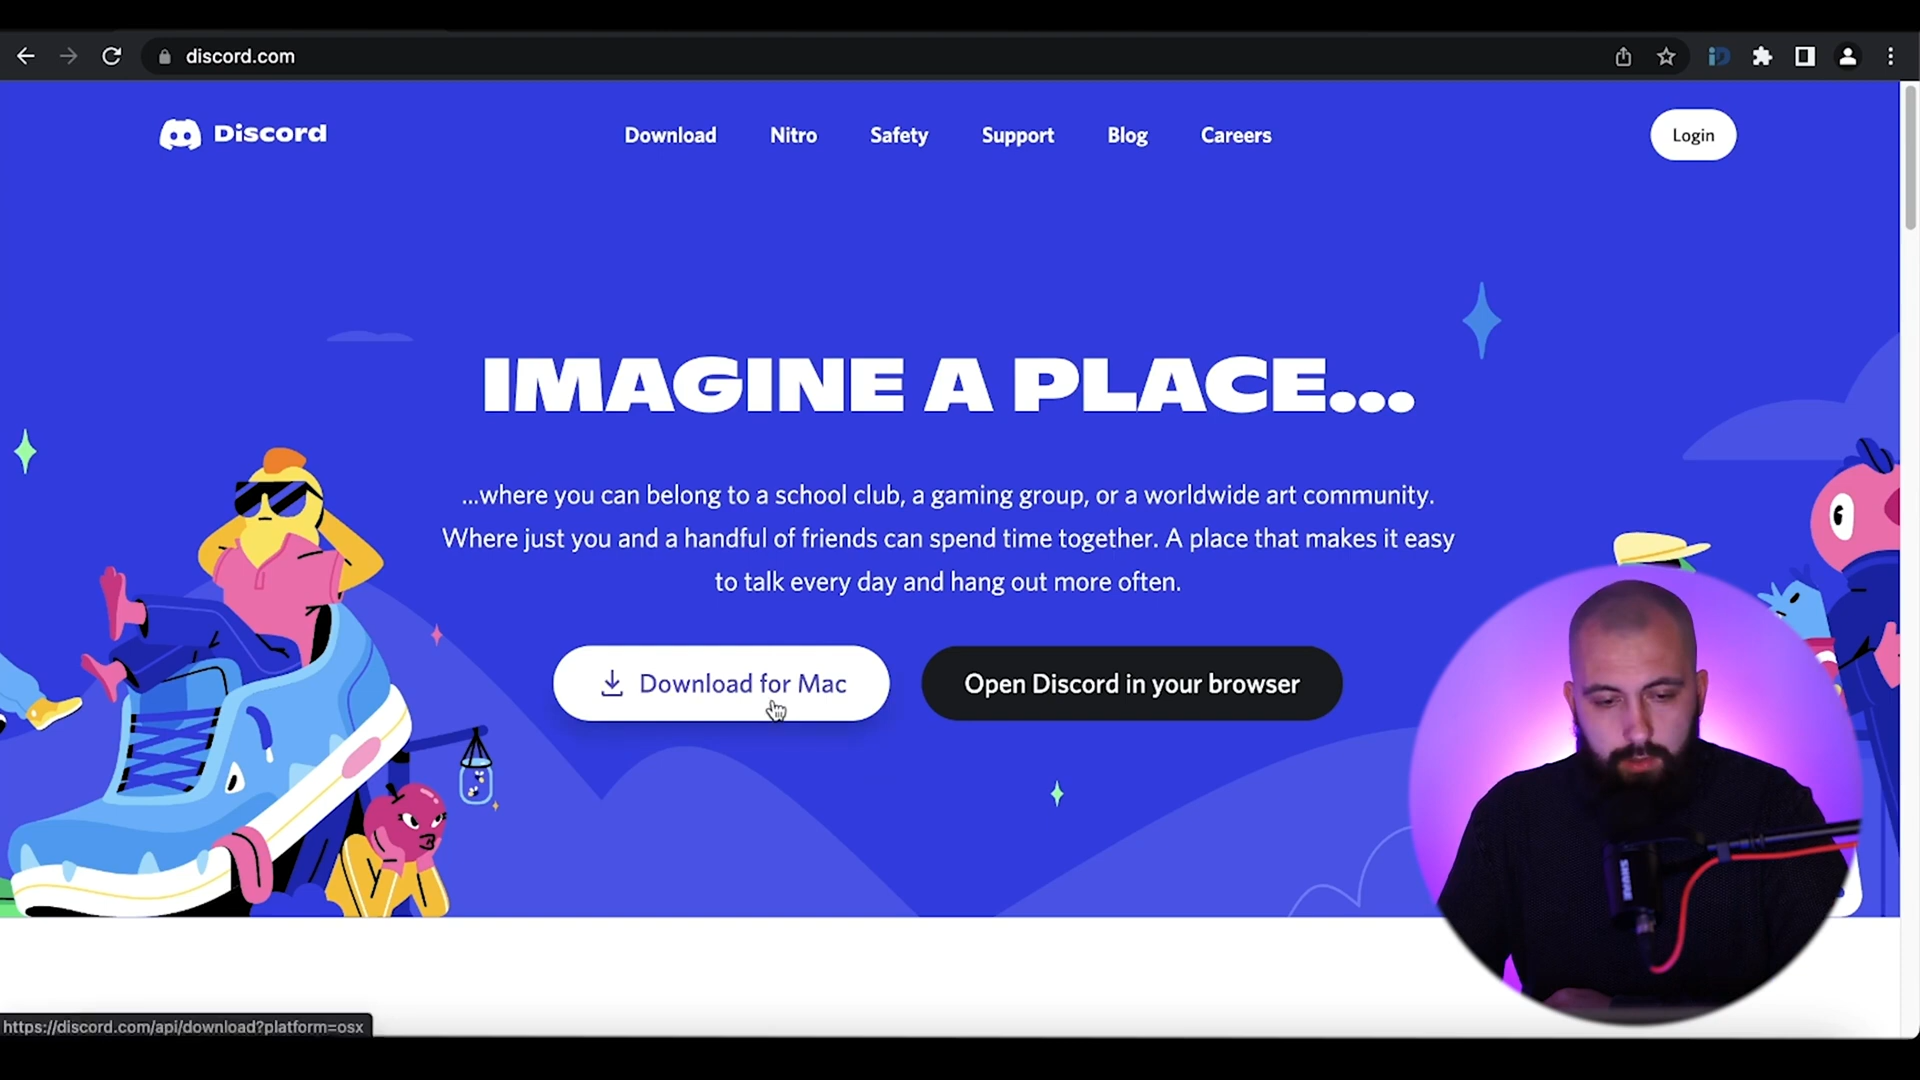 discord.com
Discord
Download
Nitro
Safety
Support
Blog
Careers
Login
IMAGINE A PLACE...
...where you can belong to a school club, a gaming group, or a worldwide art community.
Where just you and a handful of friends can spend time together. A place that makes it easy
to talk every day and hang out more often.
Download for Mac
Open Discord in your browser
SHURE
https://discord.com/api/download?platform=osx